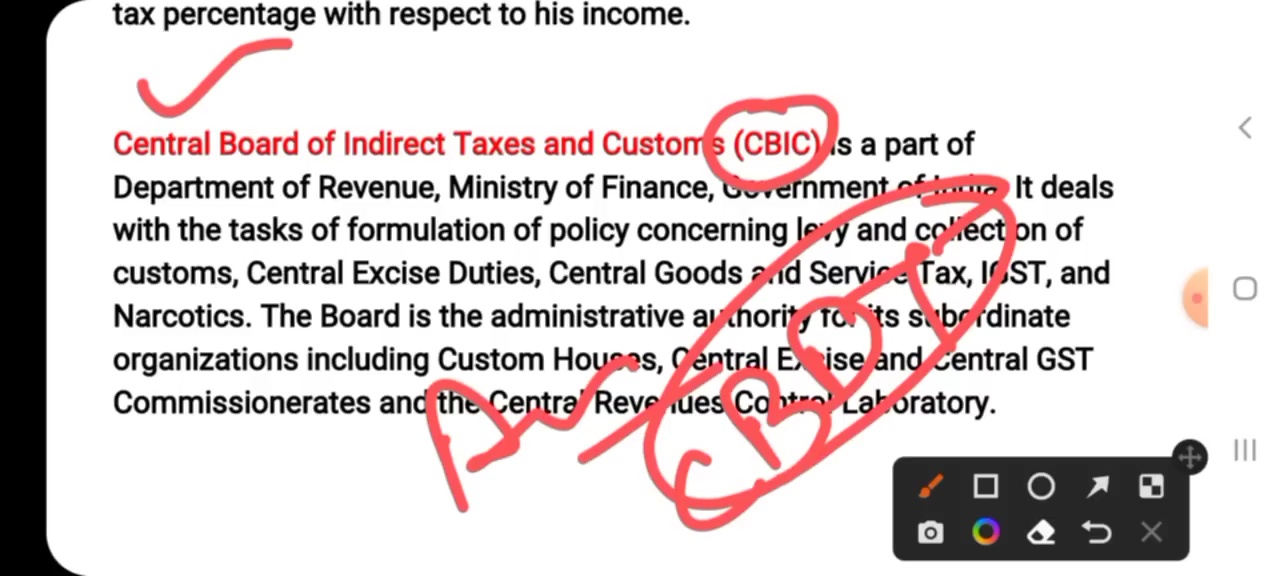 tax percentage with respect to his income.
Central Board of Indirect Taxes and Customs (CBIC) is a part of
Department of Revenue, Ministry of Finance, Government of India. It deals
with the tasks of formulation of policy concerning levy and collection of
customs, Central Excise Duties, Central Goods and Service Tax, IGST, and
Narcotics. The Board is the administrative authority for its subordinate
organizations including Custom Houses, Central Excise and Central GST
Commissionerates and the Central Revenues Control Laboratory.
CBDT